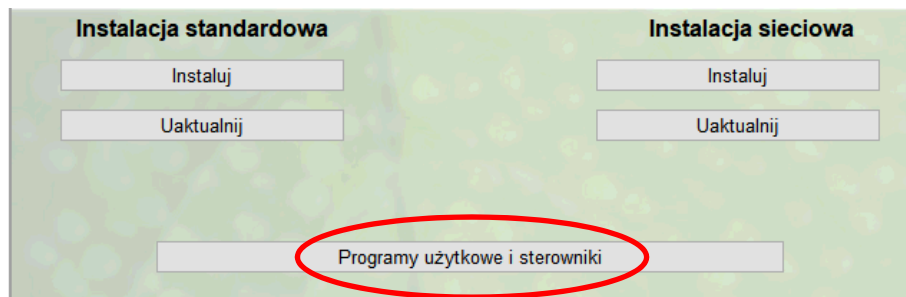 Instalacja standardowa
Instalacja sieciowa
Instaluj
Instaluj
Uaktualnij
Uaktualnij
Programy użytkowe i sterowniki